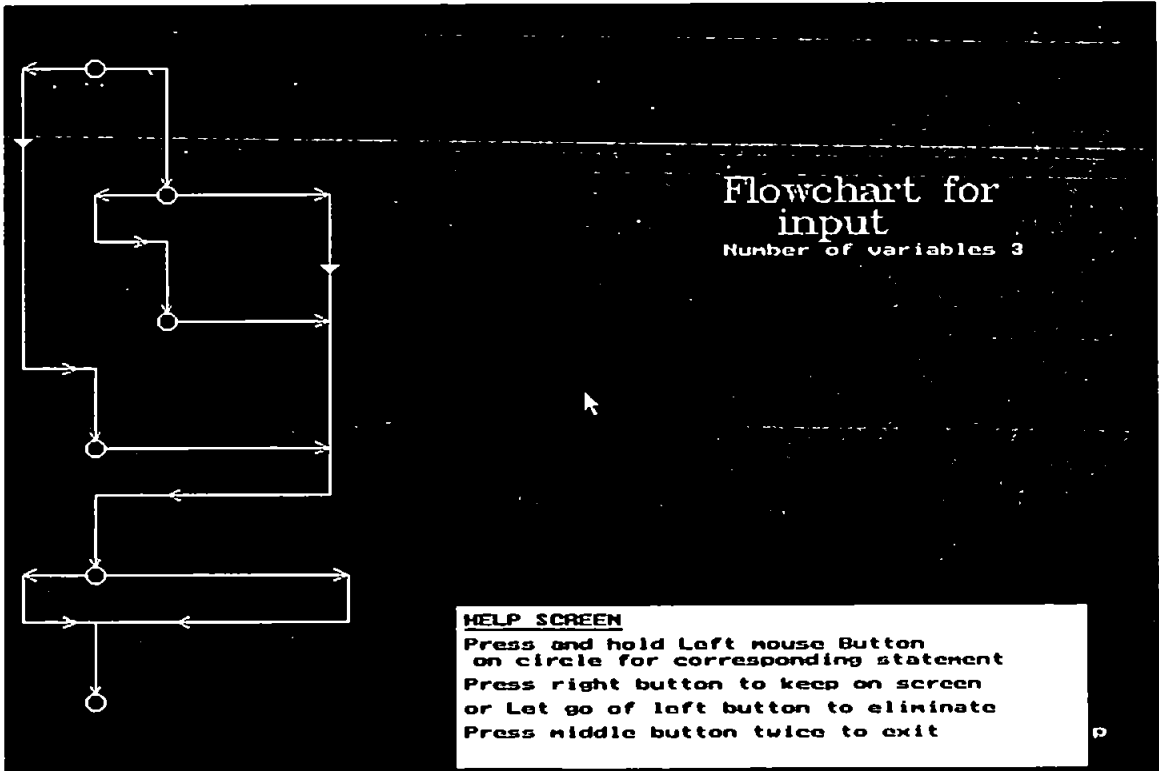 Flowchart for
input
Number of variables 3
HELP SCREEN
Press and hold Left mouse Button
on circle for corresponding statement
Press right button to keep on screen
or Let go of left button to eliminate
Press middle button twice to exit
p